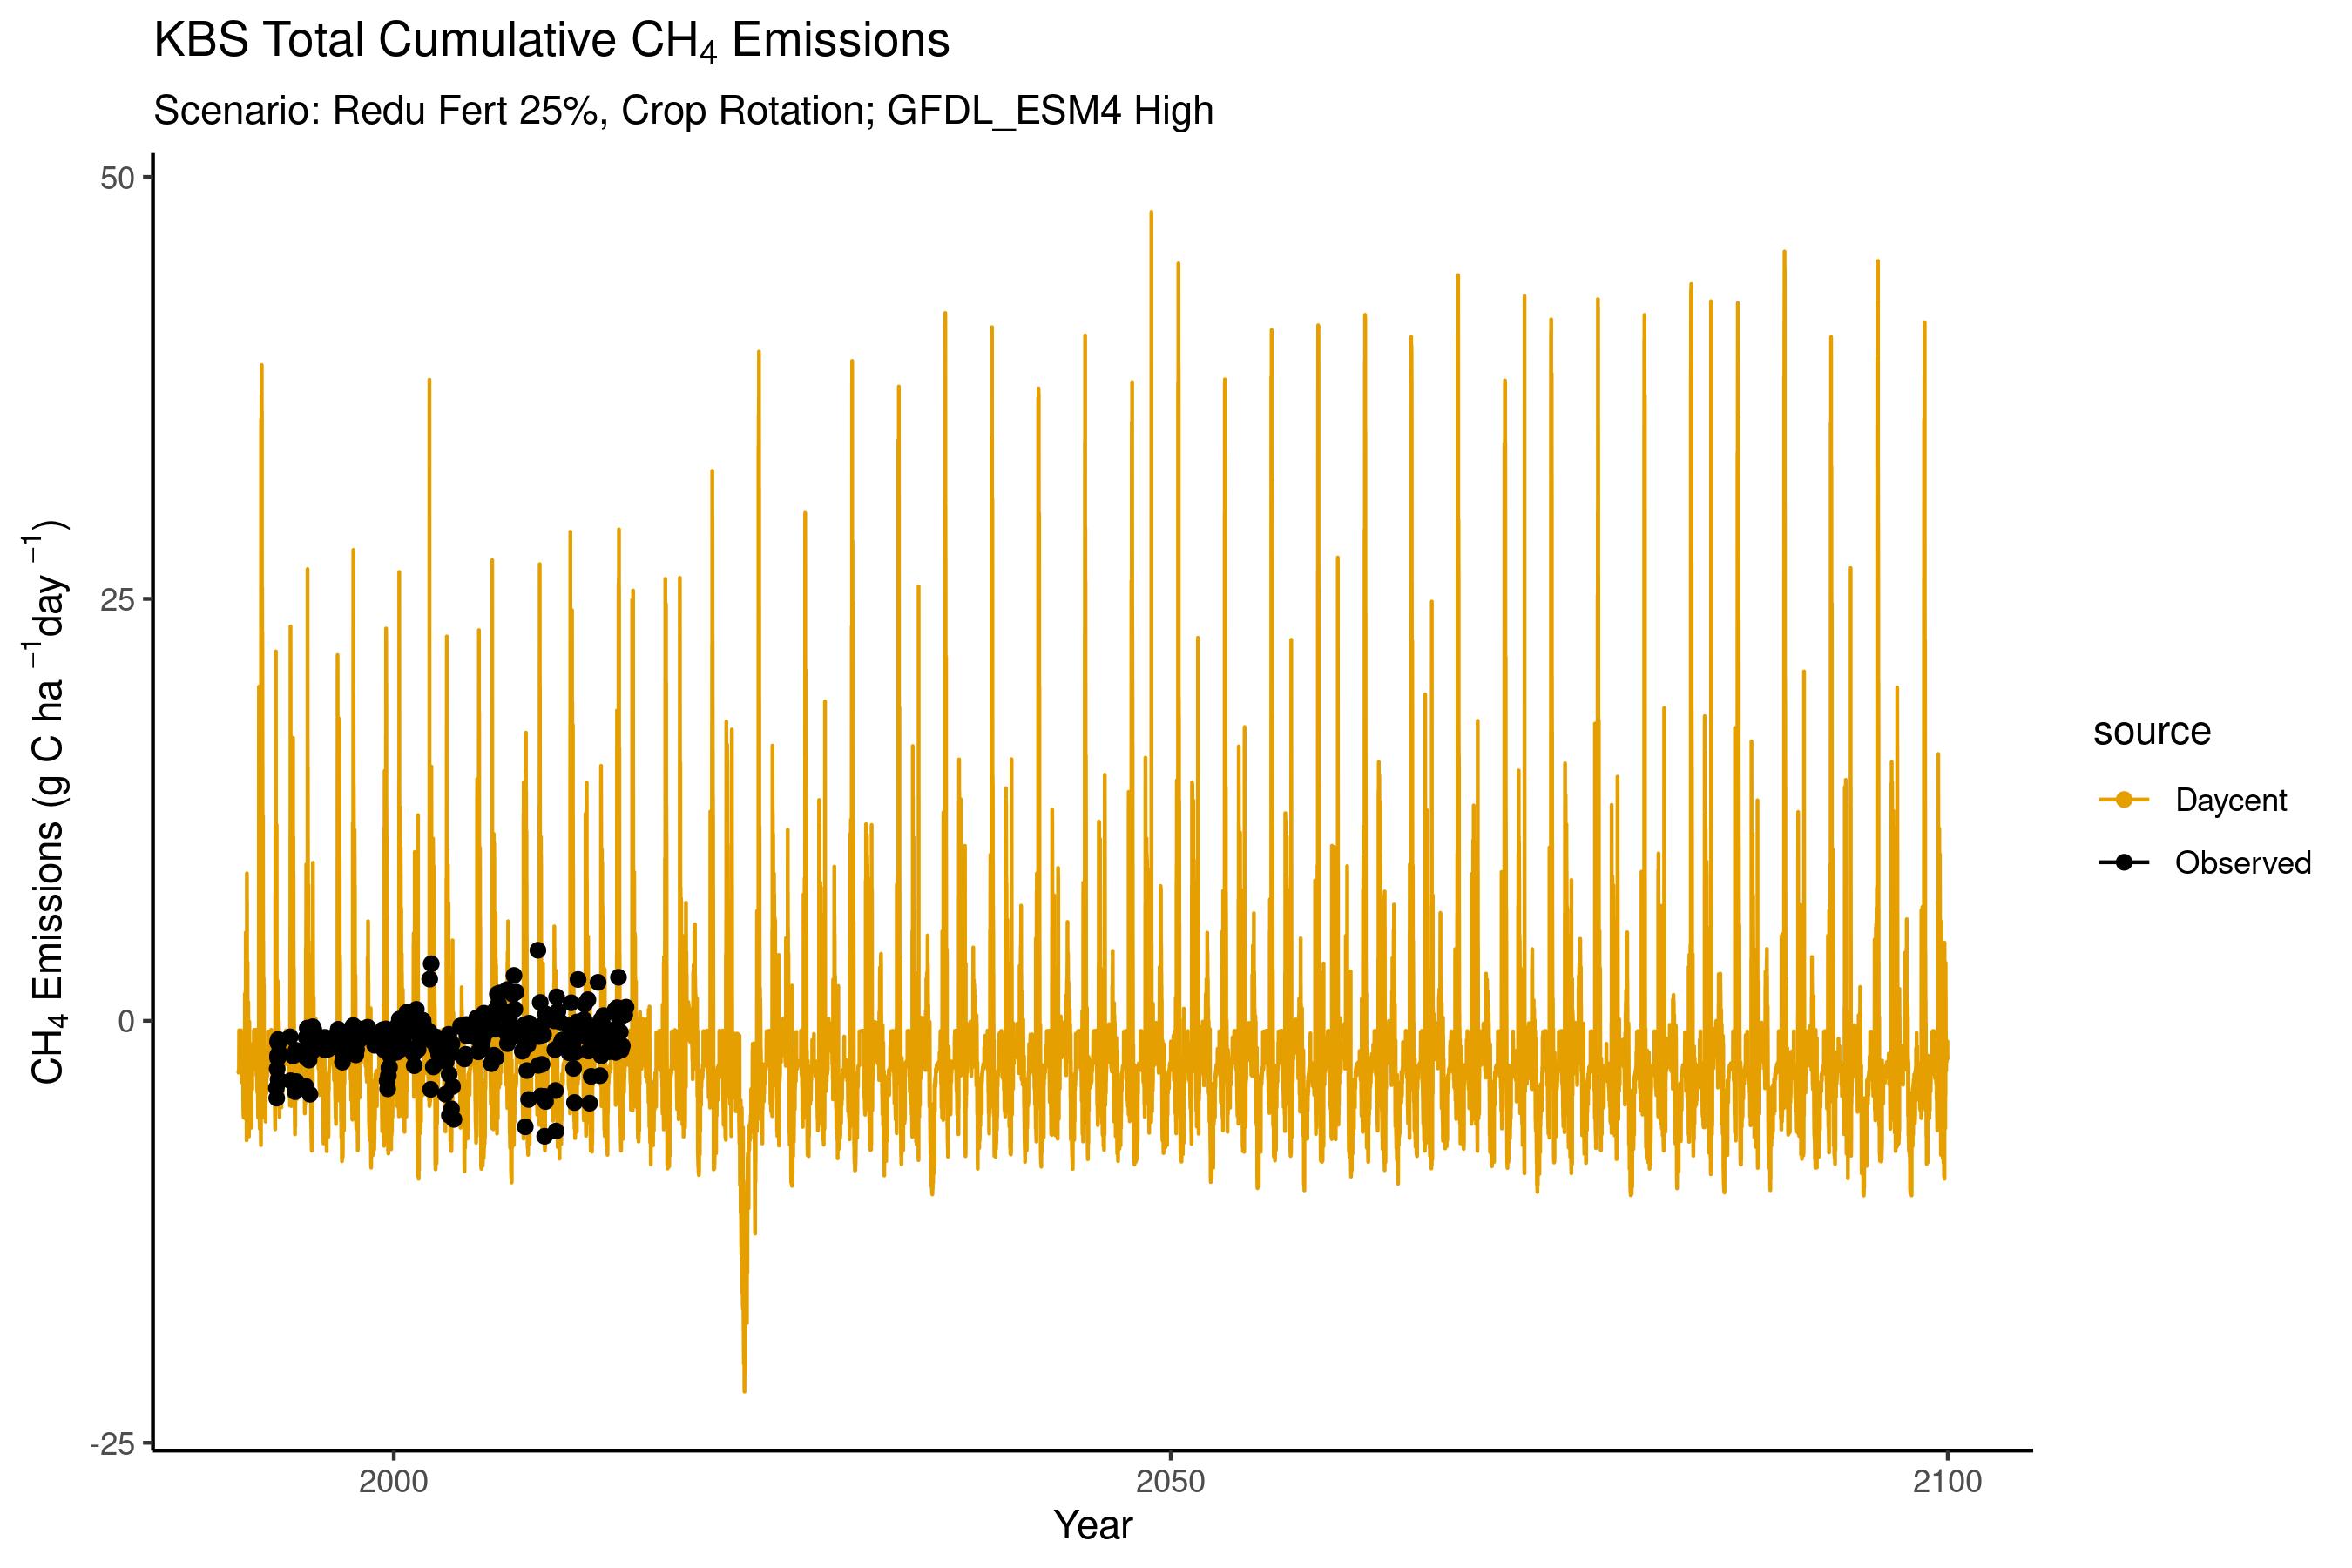 KBS Total Cumulative CH₄ Emissions
Scenario: Redu Fert 25%, Crop Rotation; GFDL_ESM4 High
CH₄ Emissions (g C ha ⁻¹day ⁻¹)
50
25
0
-25
2000
2050
2100
Year
source
Daycent
Observed